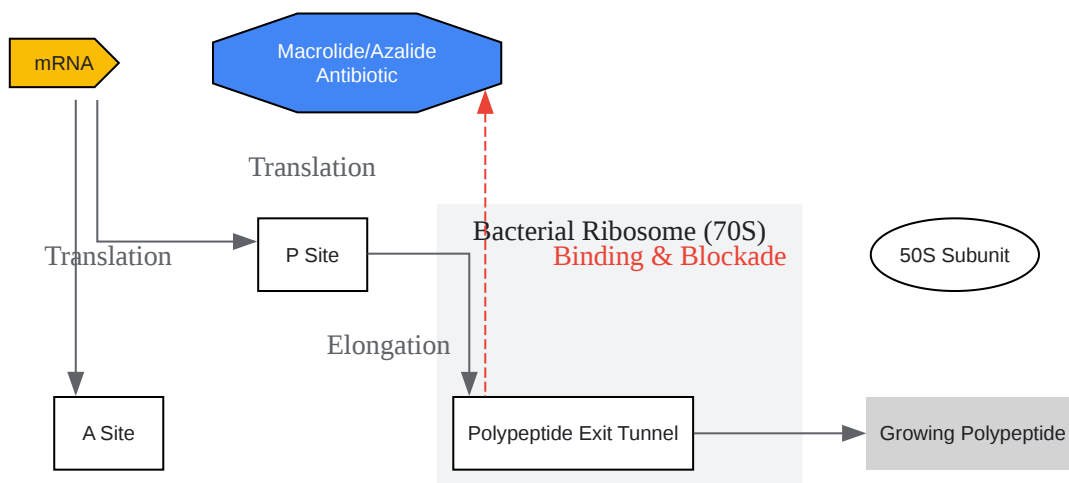 mRNA
Macrolide/Azalide
Antibiotic
Translation
Translation
P Site
Bacterial Ribosome (70S)
Binding & Blockade
50S Subunit
Elongation
A Site
Polypeptide Exit Tunnel
Growing Polypeptide